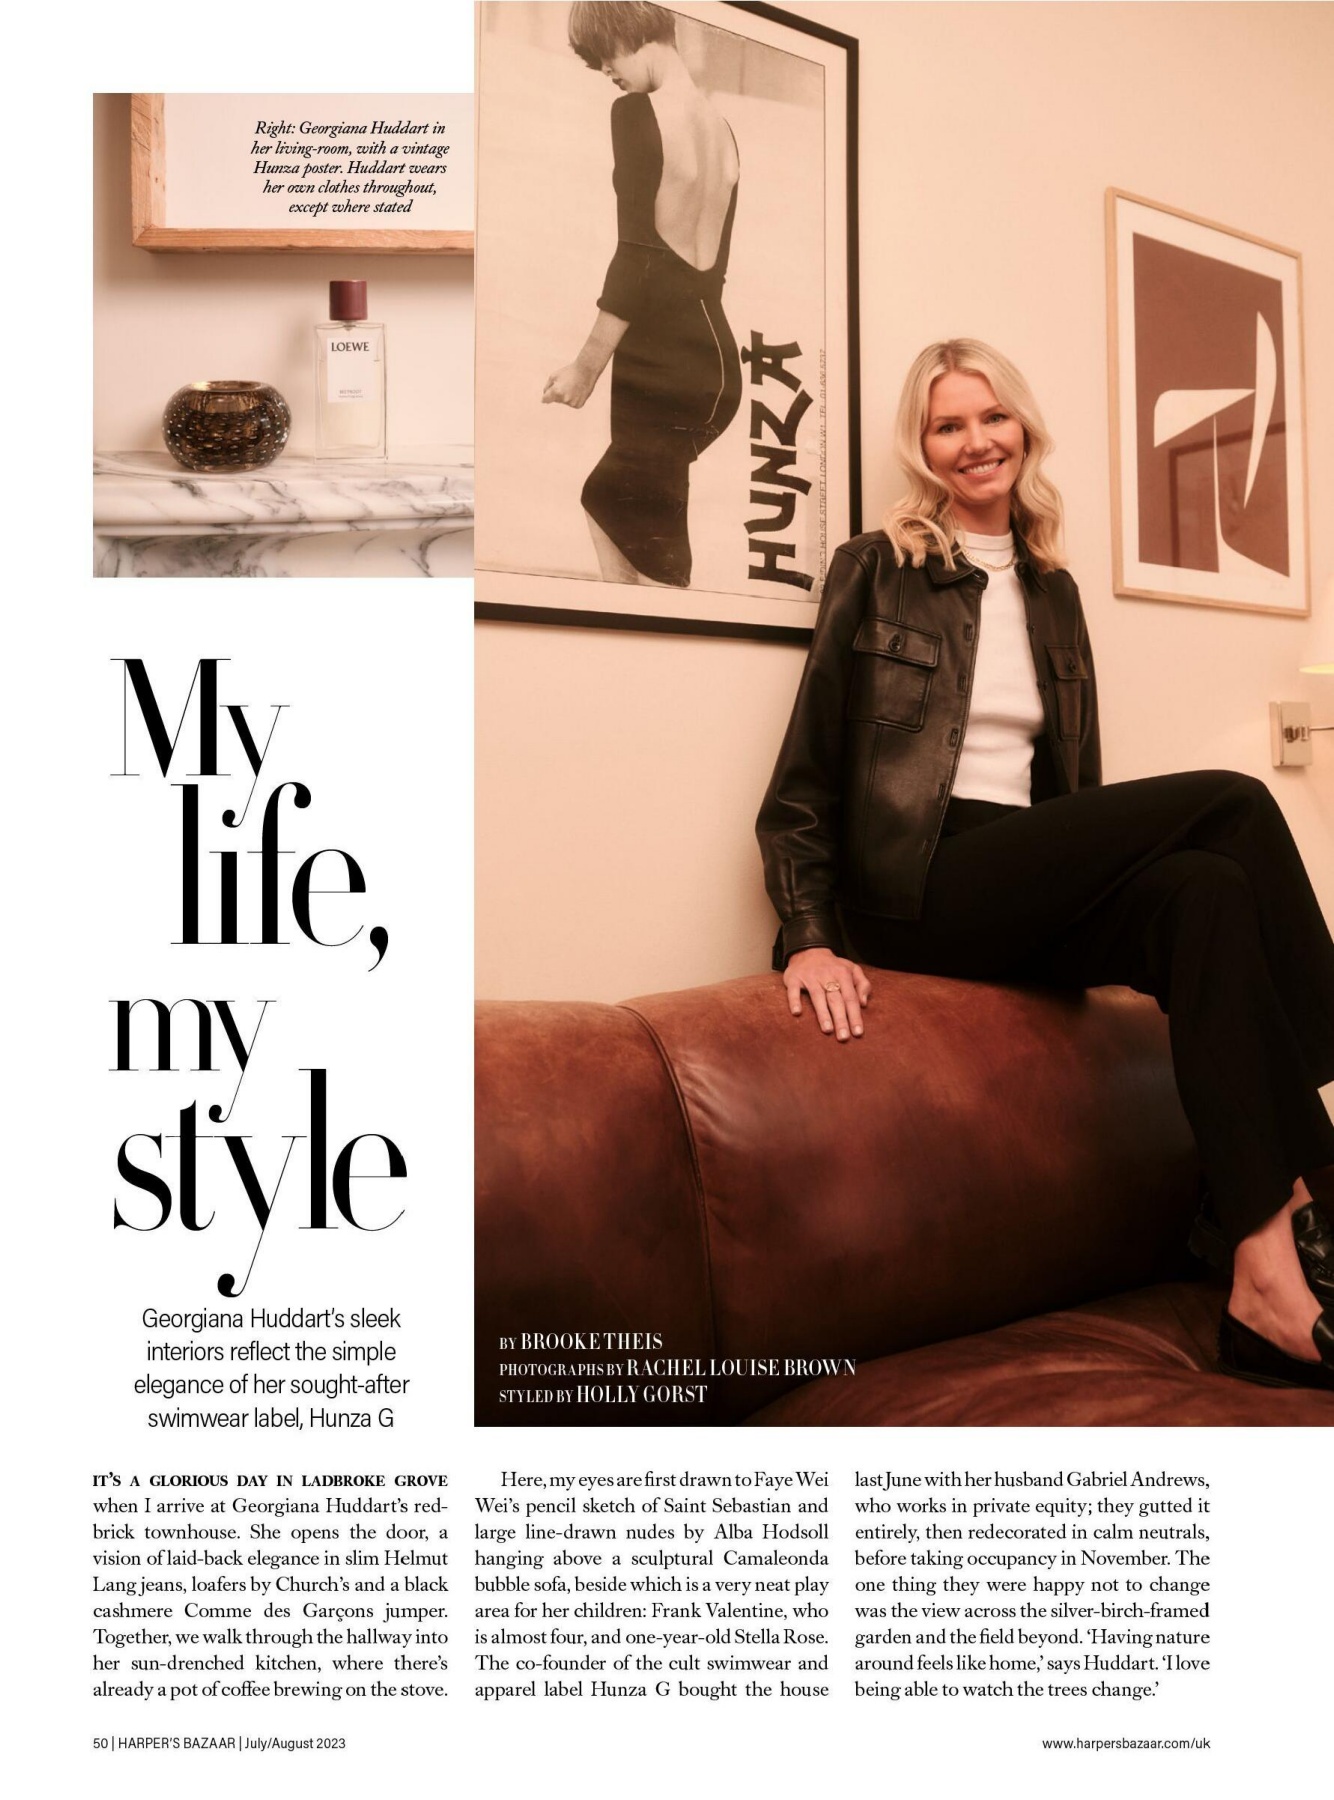 Right: Georgiana Huddart in
her living-room, with a vintage
Hunza poster. Huddart wears
her own clothes throughout,
except where stated
LOEWE
HUNZA
My
life,
my
style
Georgiana Huddart's sleek
interiors reflect the simple
elegance of her sought-after
swimwear label, Hunza G
BY BROOKE THEIS
PHOTOGRAPHS BY RACHEL LOUISE BROWN
STYLED BY HOLLY GORST
IT'S A GLORIOUS DAY IN LADBROKE GROVE
when I arrive at Georgiana Huddart's red-
brick townhouse. She opens the door, a
vision of laid-back elegance in slim Helmut
Lang jeans, loafers by Church's and a black
cashmere Comme des Garçons jumper.
Together, we walk through the hallway into
her sun-drenched kitchen, where there's
already a pot of coffee brewing on the stove.
Here, my eyes are first drawn to Faye Wei
Wei's pencil sketch of Saint Sebastian and
large line-drawn nudes by Alba Hodsoll
hanging above a sculptural Camaleonda
bubble sofa, beside which is a very neat play
area for her children: Frank Valentine, who
is almost four, and one-year-old Stella Rose.
The co-founder of the cult swimwear and
apparel label Hunza G bought the house
last June with her husband Gabriel Andrews,
who works in private equity; they gutted it
entirely, then redecorated in calm neutrals,
before taking occupancy in November. The
one thing they were happy not to change
was the view across the silver-birch-framed
garden and the field beyond. 'Having nature
around feels like home,' says Huddart. 'I love
being able to watch the trees change.'
50 | HARPER'S BAZAAR | July/August 2023
www.harpersbazaar.com/uk